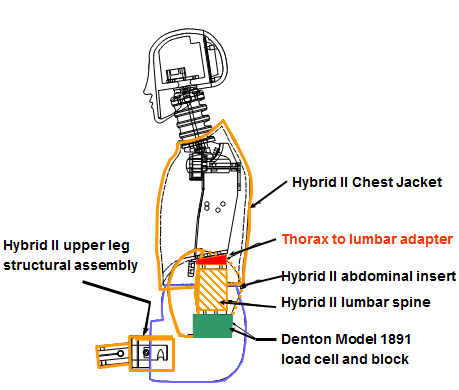 Hybrid II Chest Jacket
Thorax to lumbar adapter
Hybrid II upper leg
structural assembly
Hybrid II abdominal insert
Hybrid II lumbar spine
Denton Model 1891
load cell and block